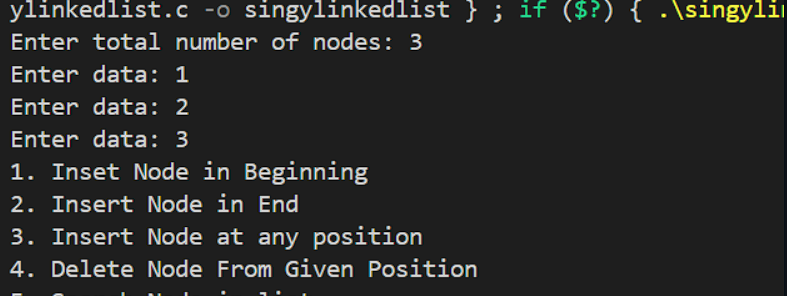 ylinkedlist.c -o singylinkedlist } ; if ($?) { .\singyli
Enter total number of nodes: 3
Enter data: 1
Enter data: 2
Enter data: 3
1. Inset Node in Beginning
2. Insert Node in End
3. Insert Node at any position
4. Delete Node From Given Position